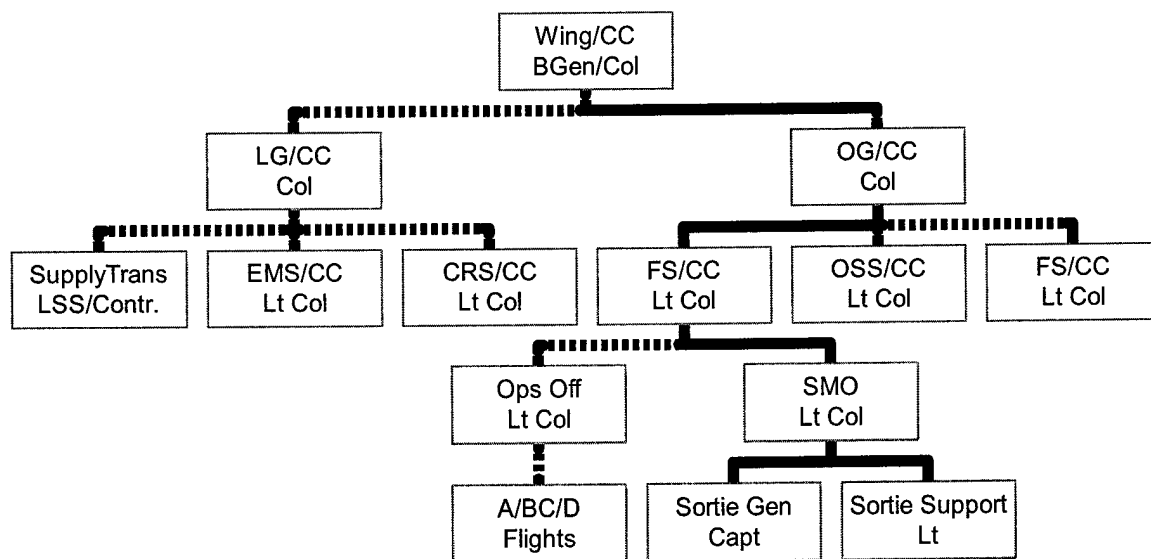 Wing/CC
BGen/Col
LG/CC
Col
OG/CC
Col
SupplyTrans
LSS/Contr.
EMS/CC
Lt Col
CRS/CC
Lt Col
FS/CC
Lt Col
OSS/CC
Lt Col
FS/CC
Lt Col
Ops Off
Lt Col
SMO
Lt Col
A/BC/D
Flights
Sortie Gen
Capt
Sortie Support
Lt